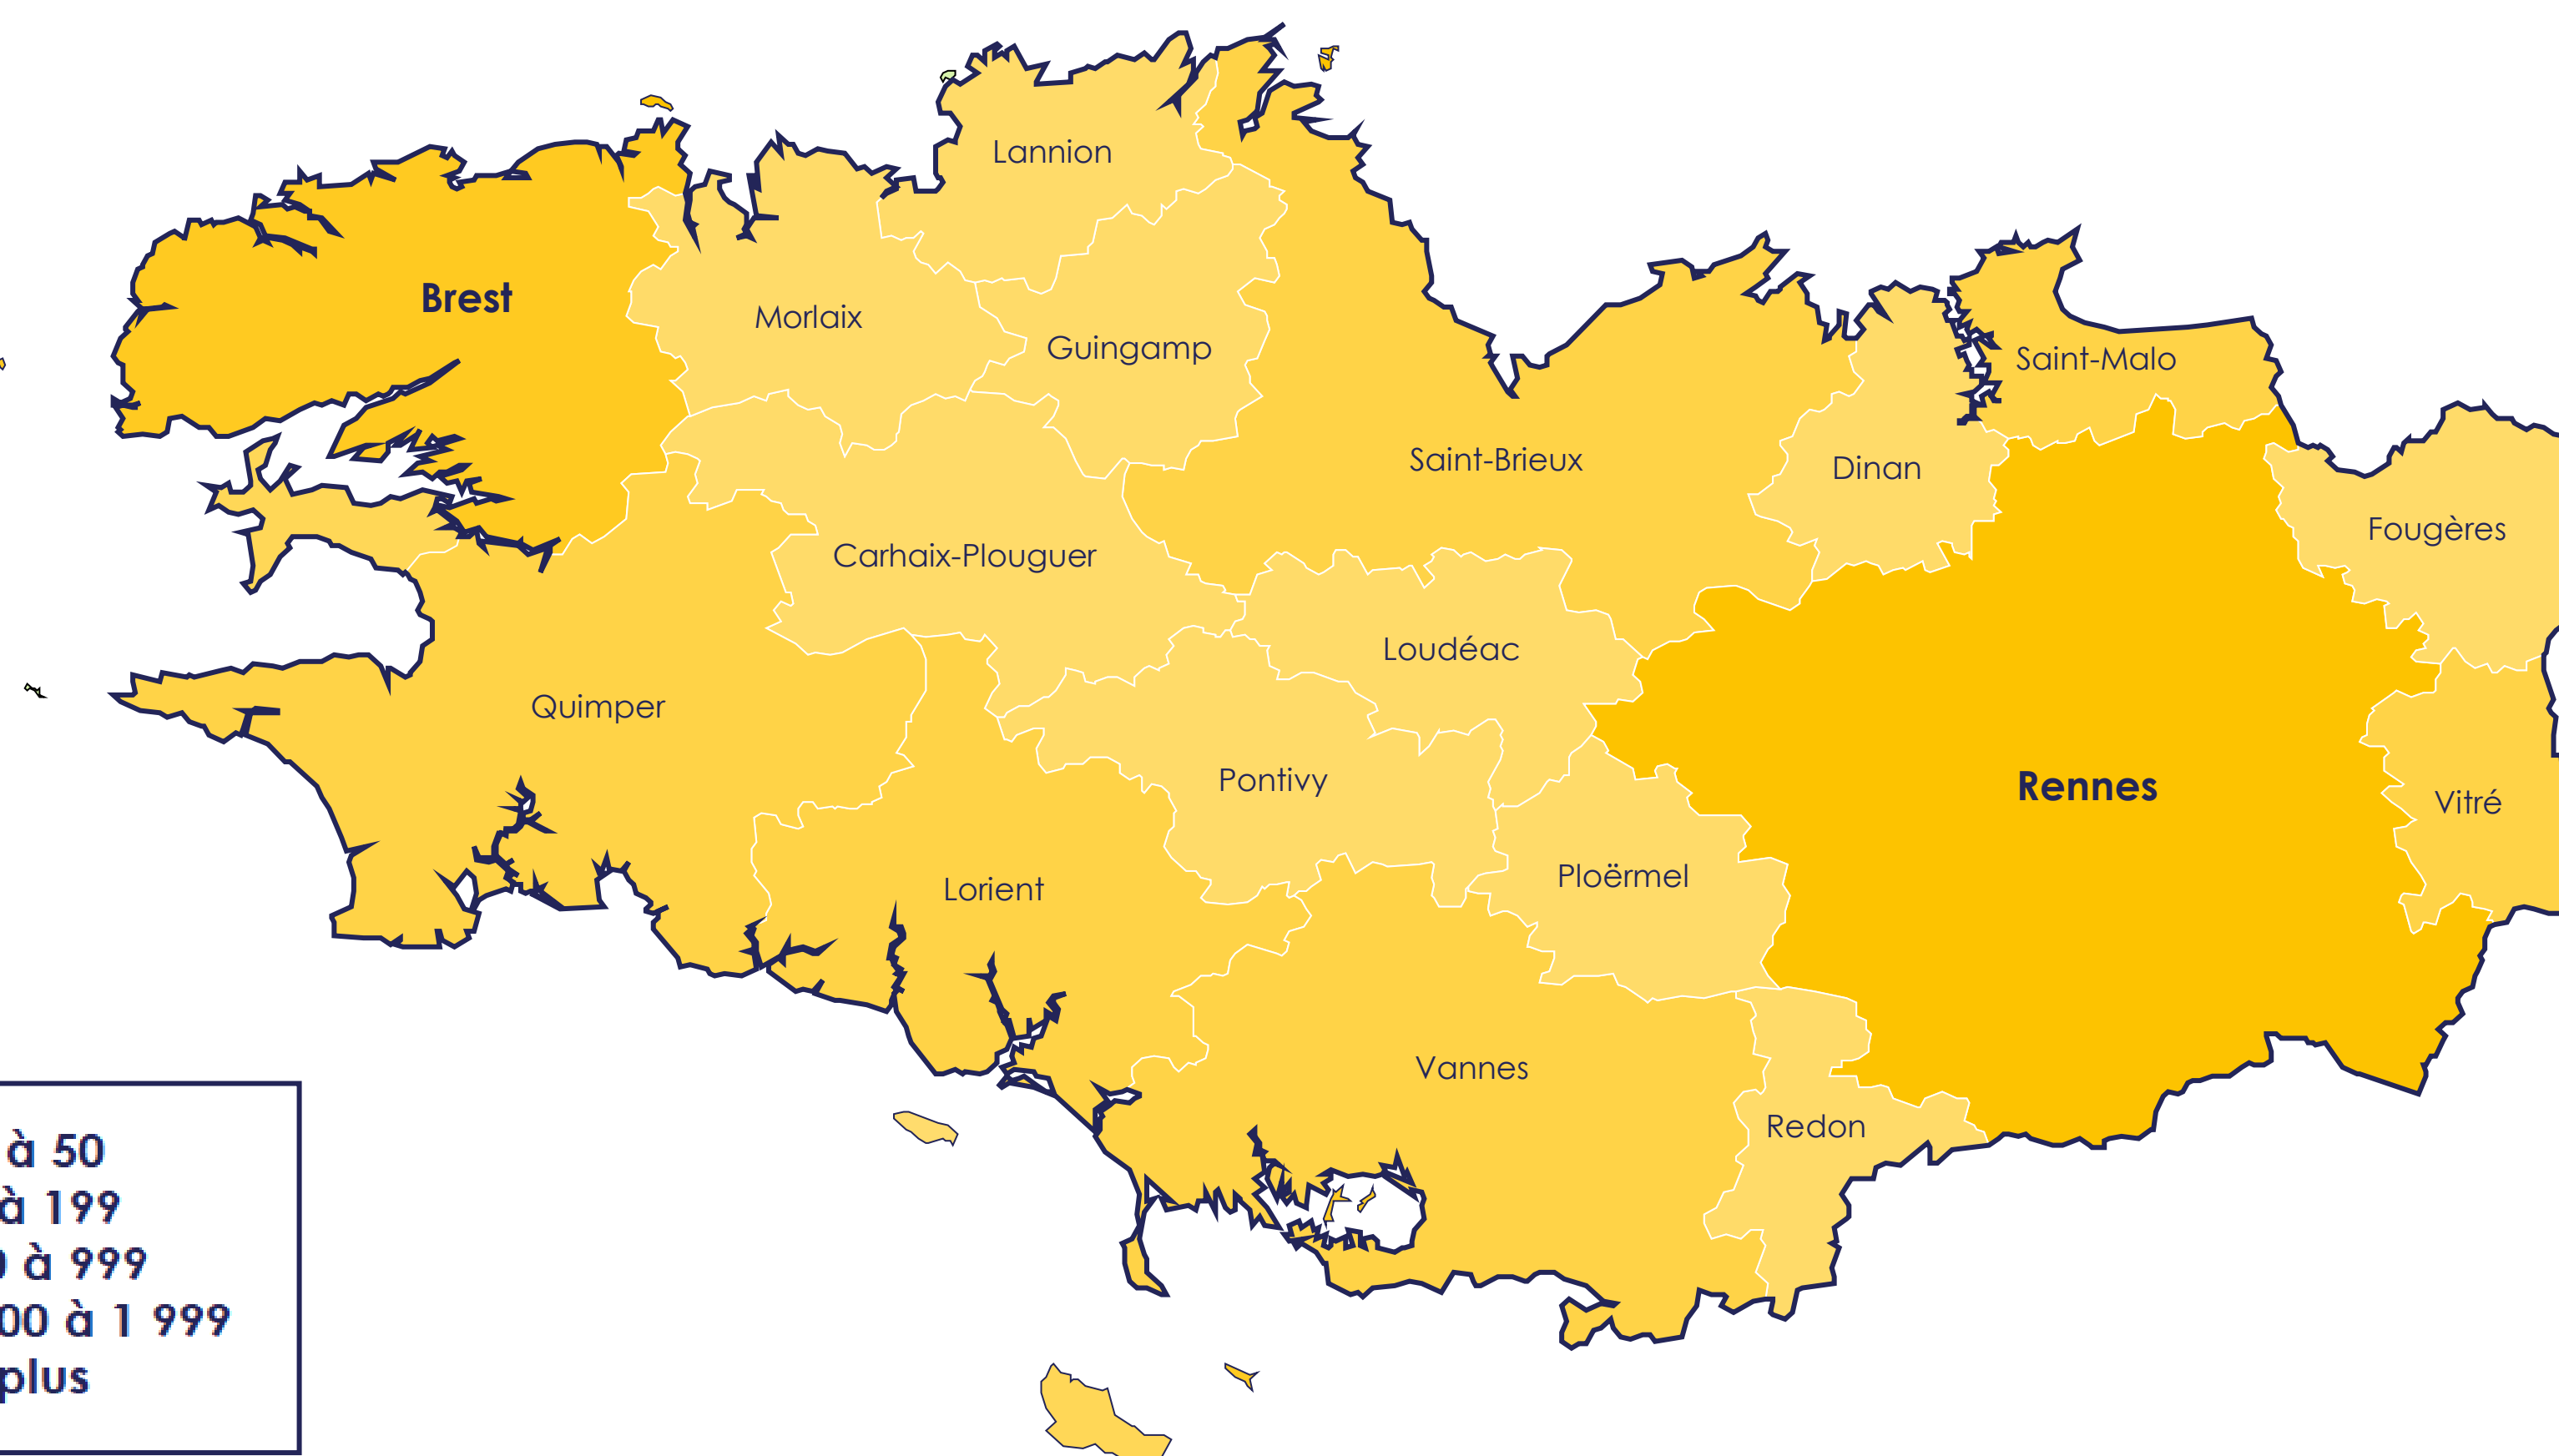 Lannion
Brest
Morlaix
Guingamp
Saint-Malo
Saint-Brieux
Dinan
Fougères
Carhaix-Plouguer
Loudéac
Quimper
Pontivy
Rennes
Vitré
Ploërmel
Lorient
Vannes
Redon
à 50
à 199
à 999
00 à 1 999
plus